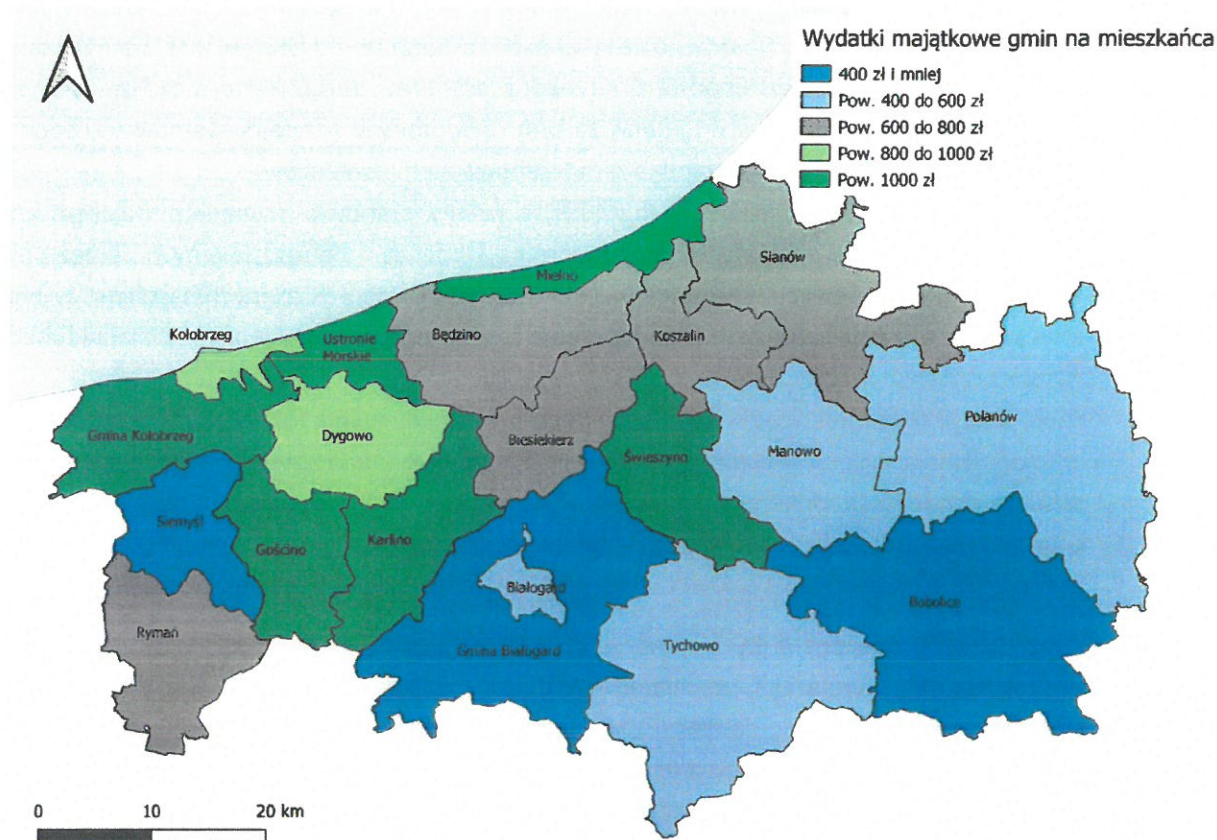 Wydatki majątkowe gmin na mieszkańca
400 zł i mniej
Pow. 400 do 600 zł
Pow. 600 do 800 zł
Pow. 800 do 1000 zł
Pow. 1000 zł
Sianów
Mielno
Kołobrzeg
Ustronie
Morskie
Będzino
Koszalin
Polanów
Gmina Kołobrzeg
Dygowo
Biesiekierz
Świeszyno
Manowo
Siemyśl
Gościno
Karlino
Białogard
Bobolice
Rymań
Gmina Białogard
Tychowo
0 10 20 km